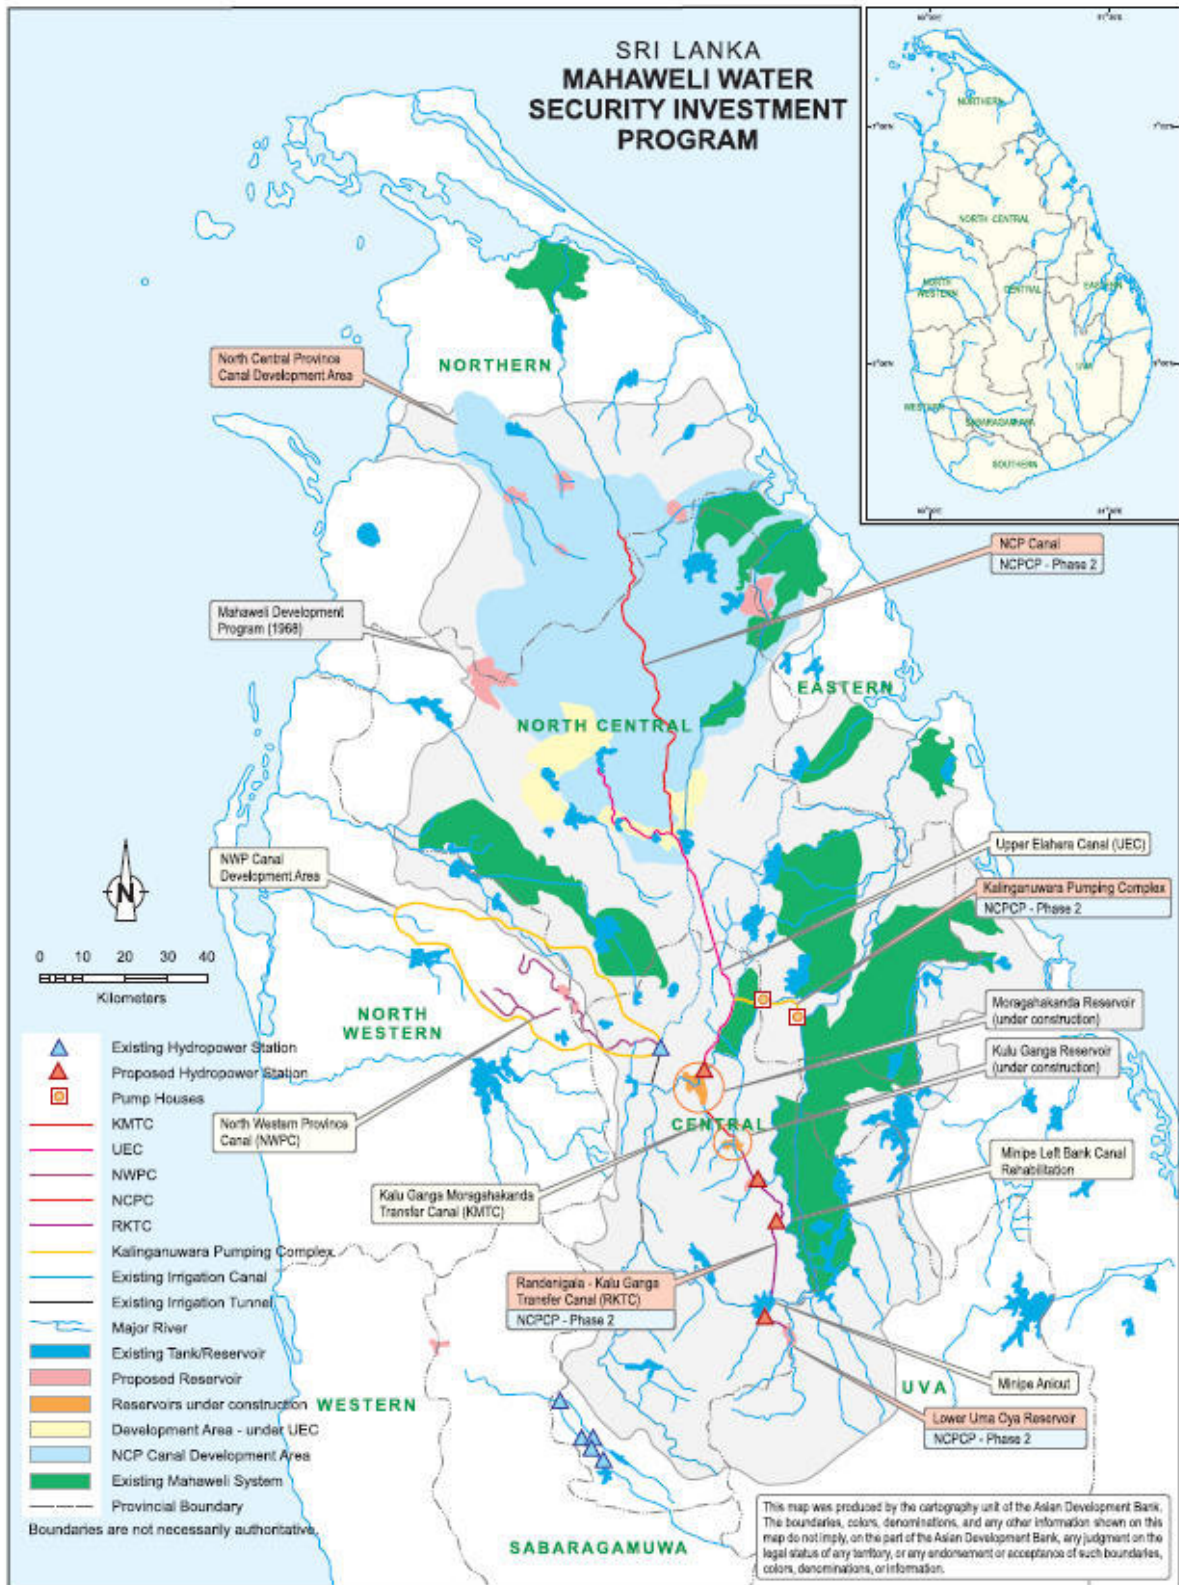 SRI LANKA
MAHAWELI WATER
SECURITY INVESTMENT
PROGRAM
NORTHERN
NORTH CENTRAL
NORTH
WESTERN
CENTRAL
EASTERN
UVA
WESTERN
SABARAGAMUWA
SOUTHERN
North Central Province
Canal Development Area
NORTHERN
NCP Canal
NCPCP - Phase 2
Mahaweli Development
Program (1968)
EASTERN
NORTH CENTRAL
NWP Canal
Development Area
Upper Elahera Canal (UEC)
Kalinganuwara Pumping Complex
NCPCP - Phase 2
N
0 10 20 30 40
Kilometers
NORTH
WESTERN
Moragahakanda Reservoir
(under construction)
Kulu Ganga Reservoir
(under construction)
North Western Province
Canal (NWPC)
CENTRAL
Minipe Left Bank Canal
Rehabilitation
Kalu Ganga Moragahakanda
Transfer Canal (KMTC)
Randenigala - Kalu Ganga
Transfer Canal (RKTC)
NCPCP - Phase 2
Minipe Anicut
WESTERN
UVA
Lower Uma Oya Reservoir
NCPCP - Phase 2
SABARAGAMUWA
Existing Hydropower Station
Proposed Hydropower Station
Pump Houses
KMTC
UEC
NWPC
NCPC
RKTC
Kalinganuwara Pumping Complex
Existing Irrigation Canal
Existing Irrigation Tunnel
Major River
Existing Tank/Reservoir
Proposed Reservoir
Reservoirs under construction
Development Area - under UEC
NCP Canal Development Area
Existing Mahaweli System
Provincial Boundary
Boundaries are not necessarily authoritative.
This map was produced by the cartography unit of the Asian Development Bank.
The boundaries, colors, denominations, and any other information shown on this
map do not imply, on the part of the Asian Development Bank, any judgment on the
legal status of any territory, or any endorsement or acceptance of such boundaries,
colors, denominations, or information.